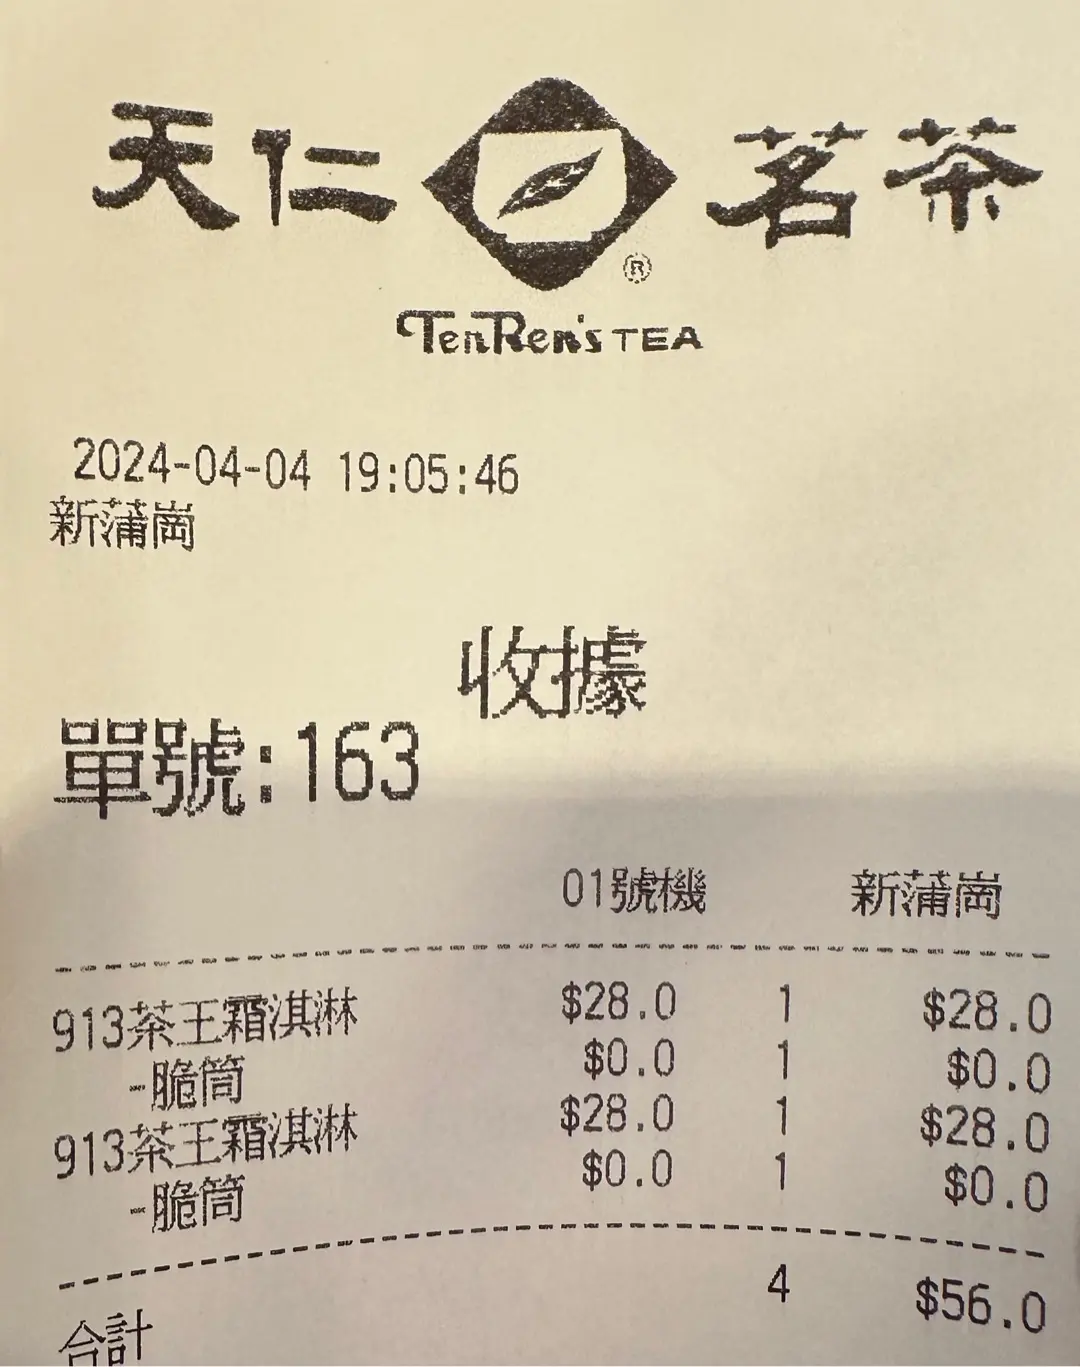 天仁茗茶
®
TenRen's TEA
2024-04-04 19:05:46
新蒲崗
收據
單號:163
01號機 新蒲崗
913茶王霜淇淋 $28.0 1 $28.0
-脆筒 $0.0 1 $0.0
913茶王霜淇淋 $28.0 1 $28.0
-脆筒 $0.0 1 $0.0
4 $56.0
合計